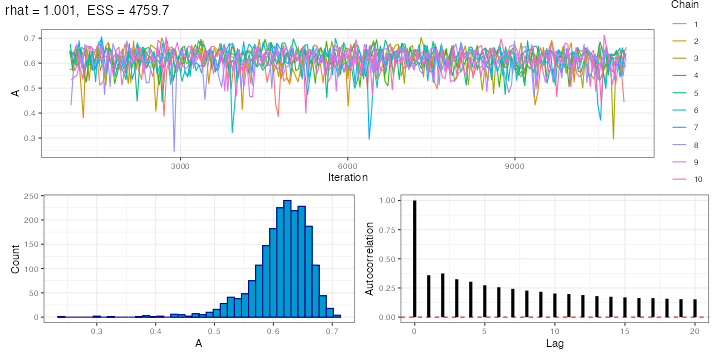 rhat = 1.001,  ESS = 4759.7
Chain
1
2
3
4
5
6
7
8
9
10
A
0.7
0.6
0.5
0.4
0.3
3000 6000 9000
Iteration
Count
250
200
150
100
50
0
0.3 0.4 0.5 0.6 0.7
A
Autocorrelation
1.00
0.75
0.50
0.25
0.00
0 5 10 15 20
Lag